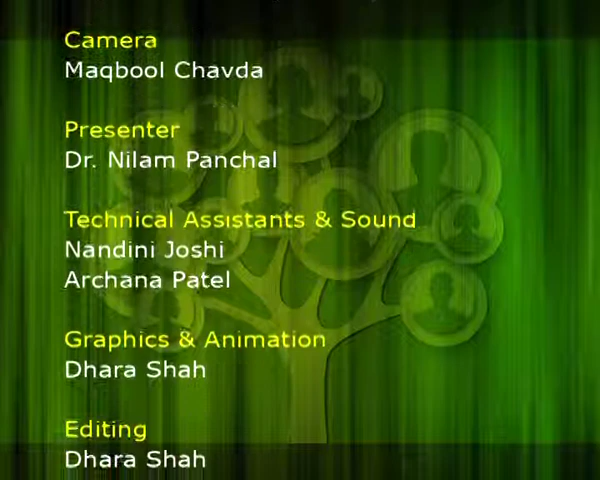 Camera
Maqbool Chavda
Presenter
Dr. Nilam Panchal
Technical Assistants & Sound
Nandini Joshi
Archana Patel
Graphics & Animation
Dhara Shah
Editing
Dhara Shah